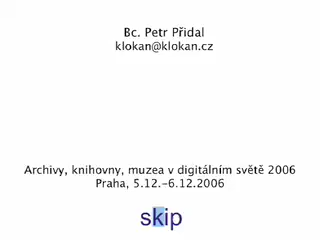 Bc. Petr Přidal
klokan@klokan.cz
Archivy, knihovny, muzea v digitálním světě 2006
Praha, 5.12.-6.12.2006
skip